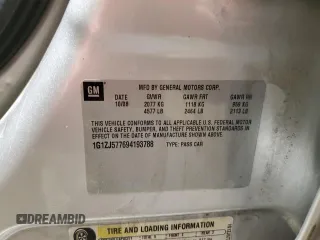 GM
MFD BY GENERAL MOTORS CORP.
DATE GVWR GAWR FRT GAWR RR
10/08 2077 KG 1118 KG 959 KG
4577 LB 2464 LB 2113 LB
THIS VEHICLE CONFORMS TO ALL APPLICABLE U.S. FEDERAL MOTOR
VEHICLE SAFETY, BUMPER, AND THEFT PREVENTION STANDARDS IN
EFFECT ON THE DATE OF MANUFACTURE SHOWN ABOVE.
1G1ZJ577694193788 TYPE: PASS CAR
TIRE AND LOADING INFORMATION
DREAMBID